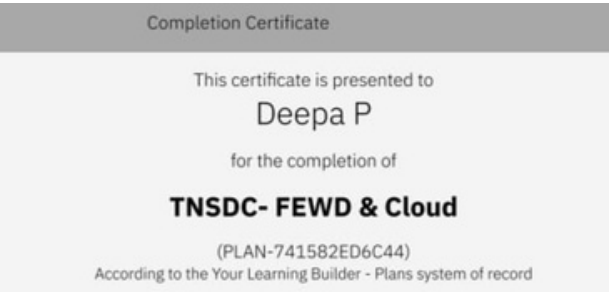 Completion Certificate
This certificate is presented to
Deepa P
for the completion of
TNSDC- FEWD & Cloud
(PLAN-741582ED6C44)
According to the Your Learning Builder - Plans system of record